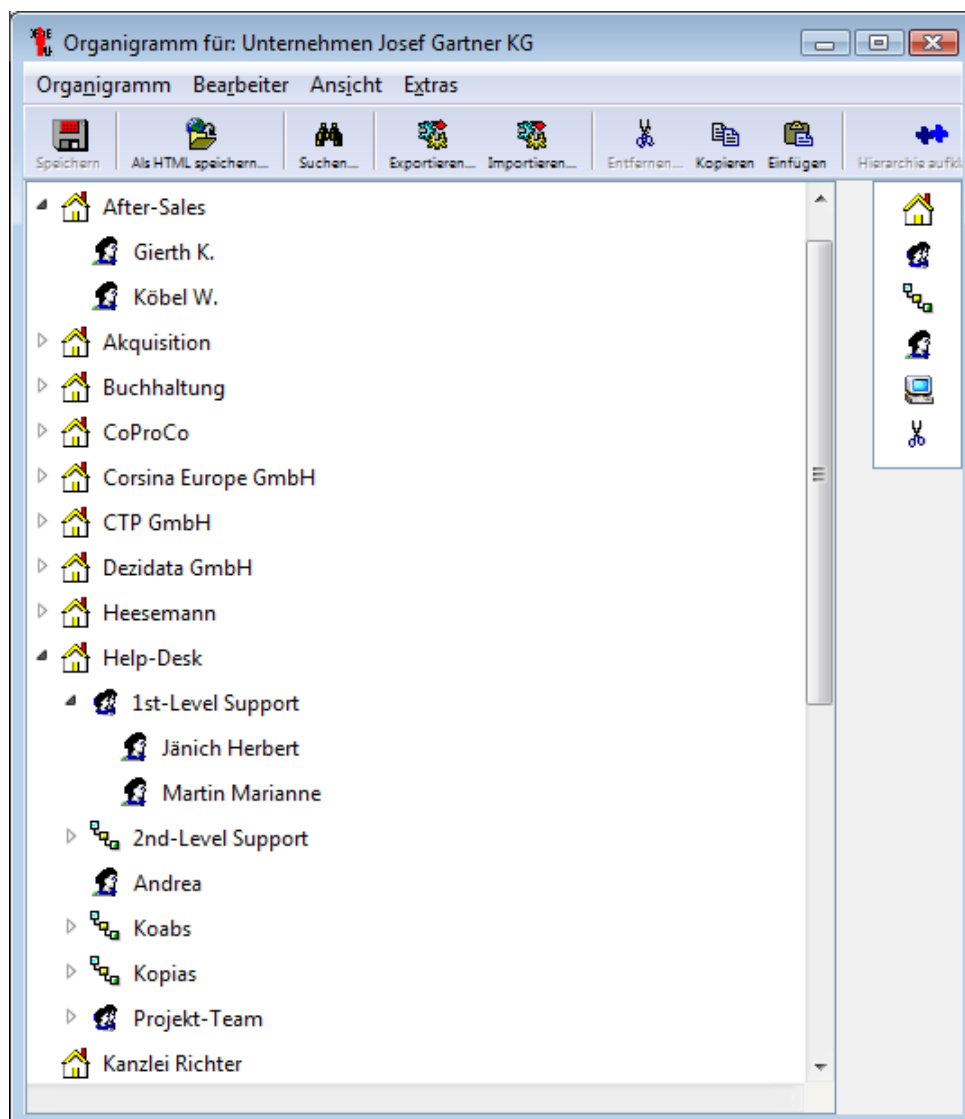 Organigramm für: Unternehmen Josef Gartner KG
Organigramm Bearbeiter Ansicht Extras
Speichern Als HTML speichern... Suchen... Exportieren... Importieren... Entfernen... Kopieren Einfügen Hierarchie aufkl
After-Sales
Gierth K.
Köbel W.
Akquisition
Buchhaltung
CoProCo
Corsina Europe GmbH
CTP GmbH
Dezidata GmbH
Heesemann
Help-Desk
1st-Level Support
Jänich Herbert
Martin Marianne
2nd-Level Support
Andrea
Koabs
Kopias
Projekt-Team
Kanzlei Richter